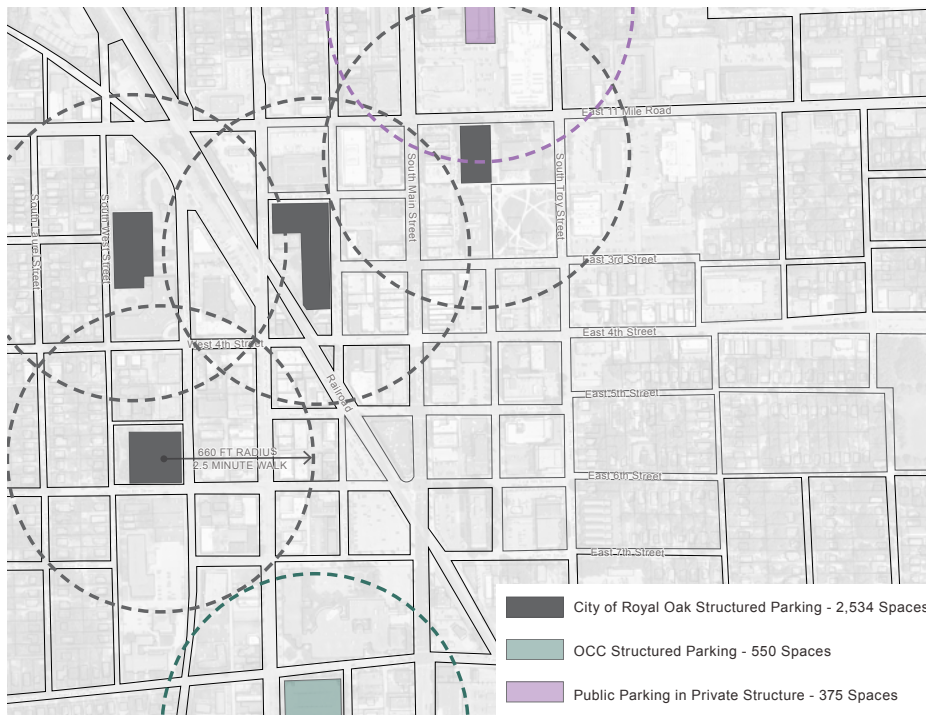 East 11 Mile Road
South Main Street
South Troy Street
South Laurel Street
South West Street
East 3rd Street
East 4th Street
West 4th Street
Railroad
East 5th Street
660 FT RADIUS
2.5 MINUTE WALK
East 6th Street
East 7th Street
City of Royal Oak Structured Parking - 2,534 Spaces
OCC Structured Parking - 550 Spaces
Public Parking in Private Structure - 375 Spaces